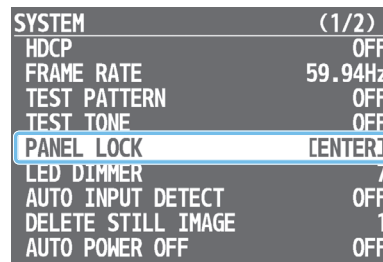 SYSTEM (1/2)
HDCP OFF
FRAME RATE 59.94Hz
TEST PATTERN OFF
TEST TONE OFF
PANEL LOCK [ENTER]
LED DIMMER 7
AUTO INPUT DETECT OFF
DELETE STILL IMAGE 1
AUTO POWER OFF OFF